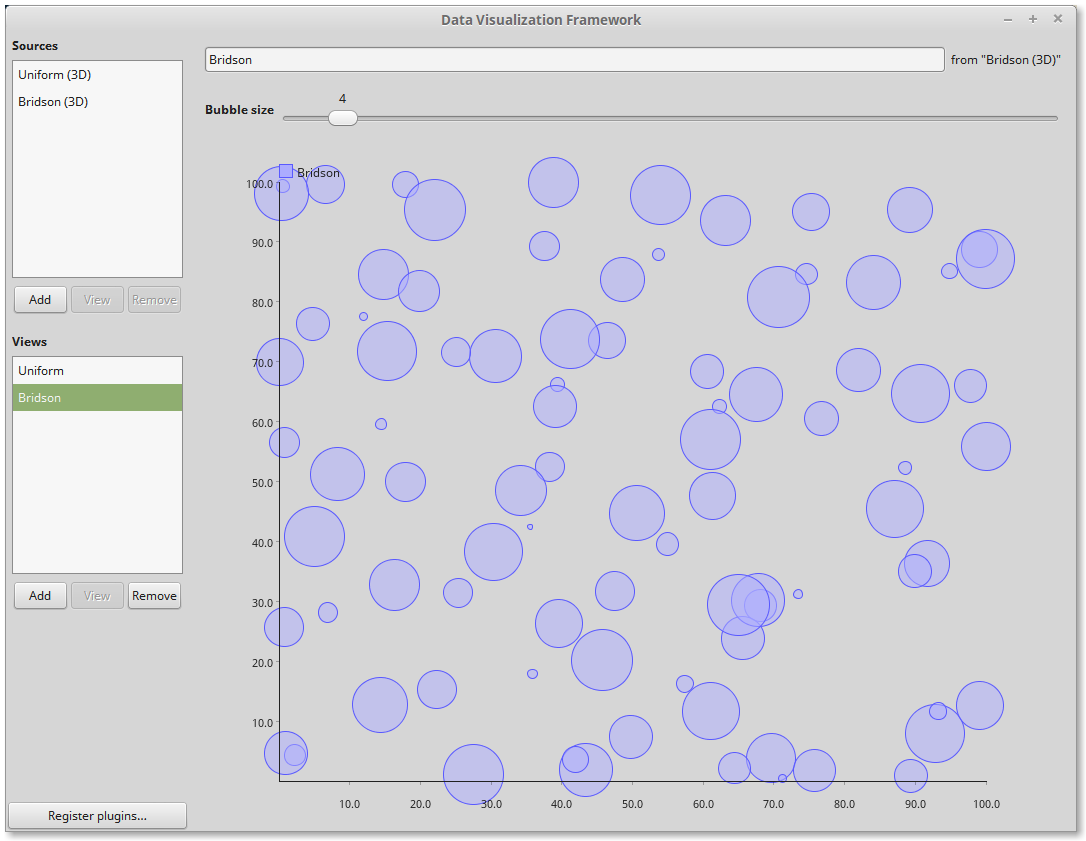 Data Visualization Framework
Sources
Uniform (3D)
Bridson (3D)
Add View Remove
Views
Uniform
Bridson
Add View Remove
Register plugins...
Bridson from "Bridson (3D)"
4
Bubble size
Bridson
100.0
90.0
80.0
70.0
60.0
50.0
40.0
30.0
20.0
10.0
10.0 20.0 30.0 40.0 50.0 60.0 70.0 80.0 90.0 100.0